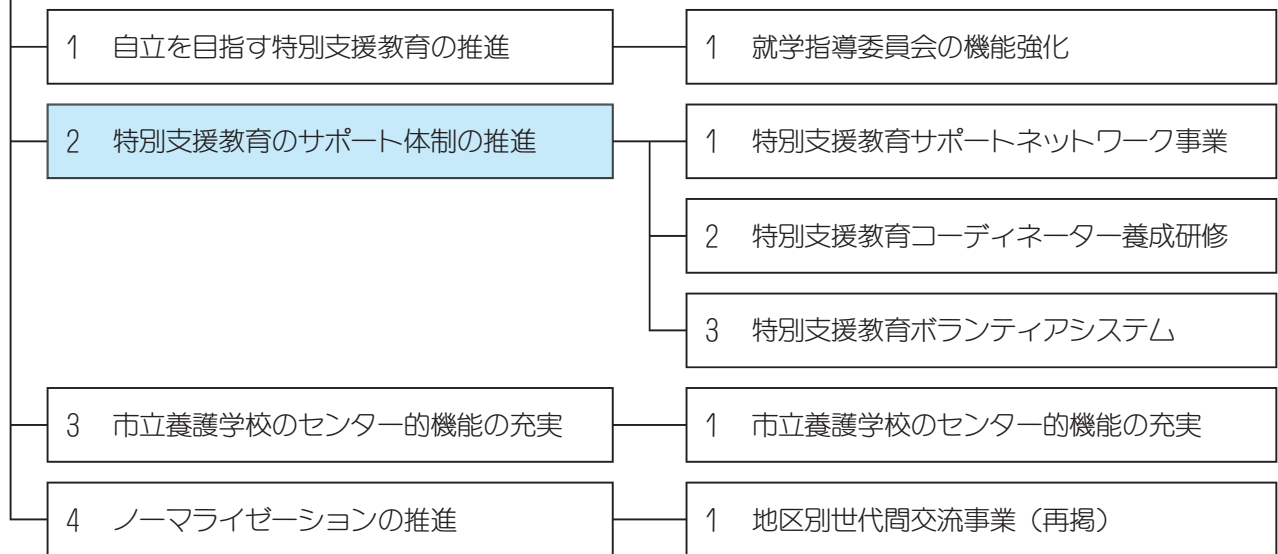 1 自立を目指す特別支援教育の推進
1 就学指導委員会の機能強化
2 特別支援教育のサポート体制の推進
1 特別支援教育サポートネットワーク事業
2 特別支援教育コーディネーター養成研修
3 特別支援教育ボランティアシステム
3 市立養護学校のセンター的機能の充実
1 市立養護学校のセンター的機能の充実
4 ノーマライゼーションの推進
1 地区別世代間交流事業（再掲）